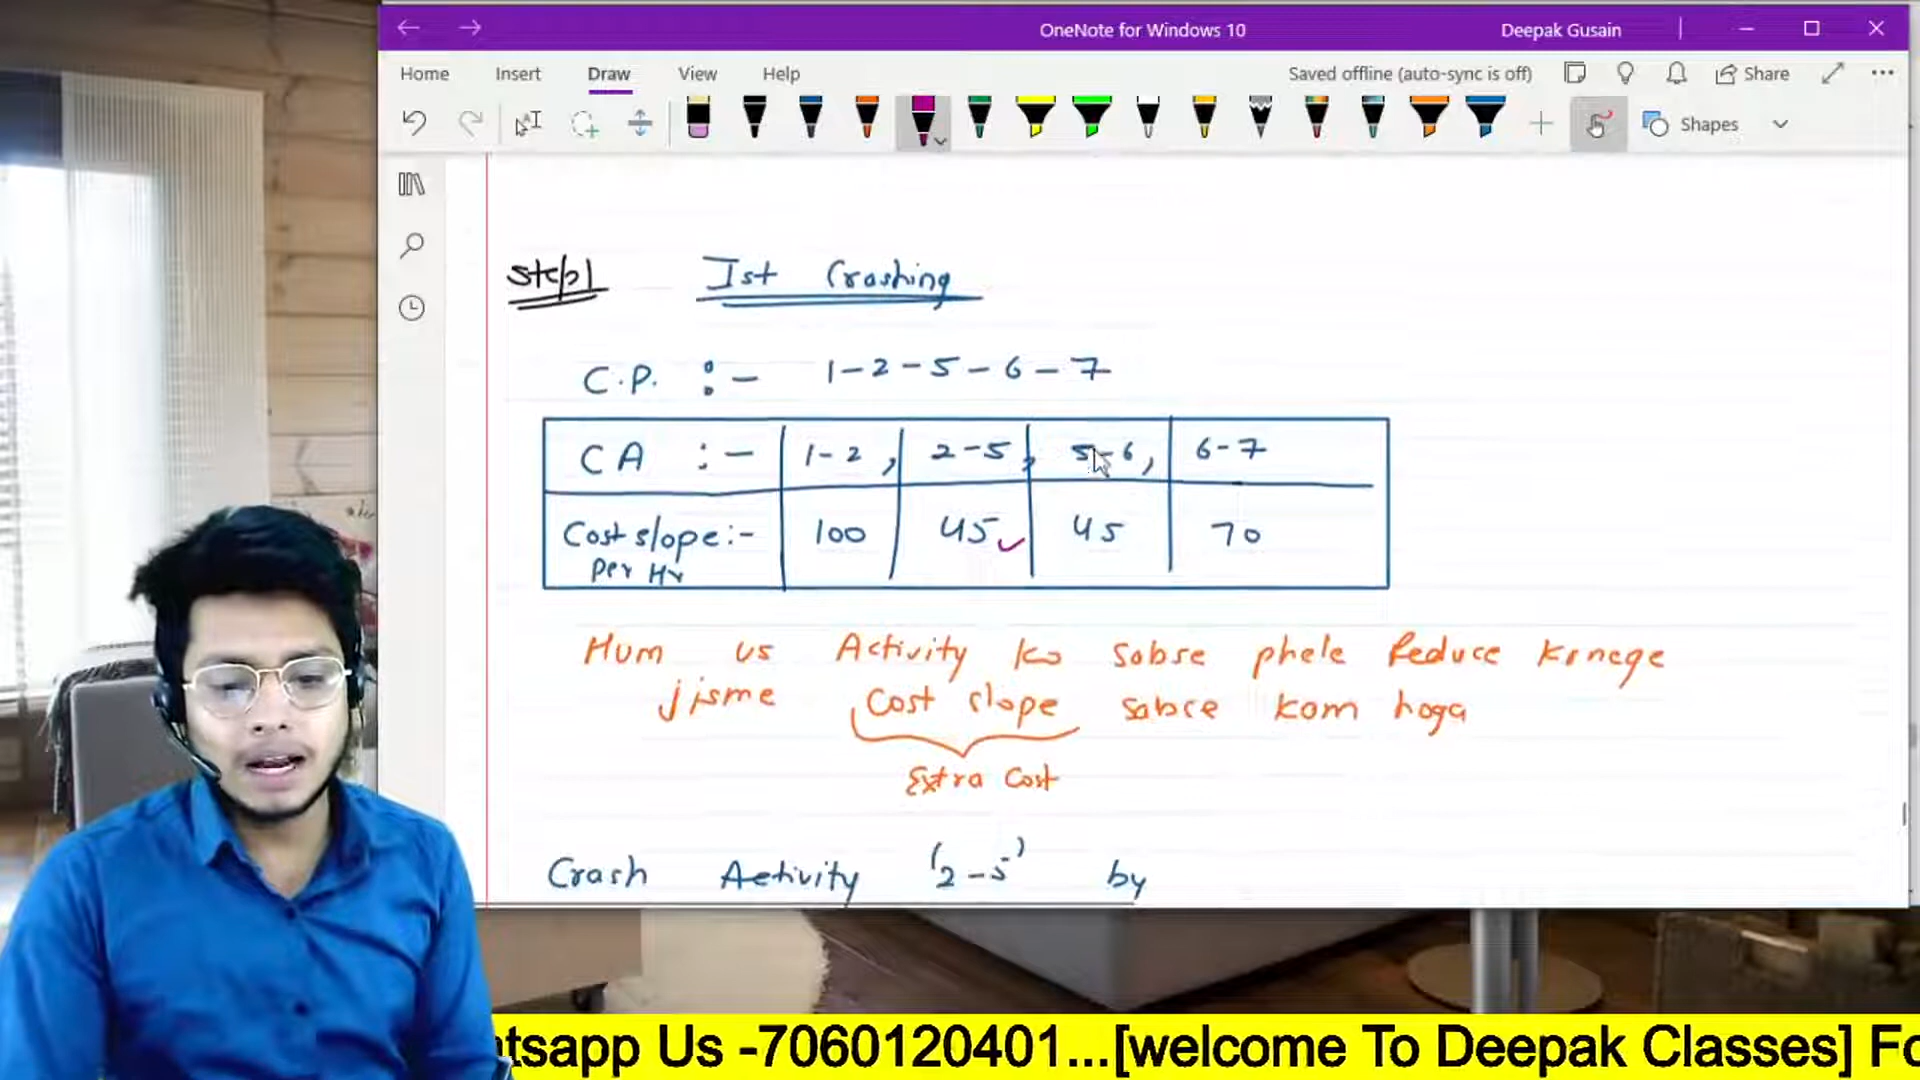 OneNote for Windows 10
Deepak Gusain
Home Insert Draw View Help
Saved offline (auto-sync is off)
Share
Shapes
Step1 Ist Crashing
C.P. :- 1-2-5-6-7
CA :- 1-2, 2-5, 5-6, 6-7
Cost slope:- 100 45 45 70
Per Hr
Hum us Activity ko Sabse phele Reduce krnege
jisme Cost slope sabse kam hoga
Extra Cost
Crash Activity (2-5) by
tsapp Us -7060120401...[welcome To Deepak Classes] Fo